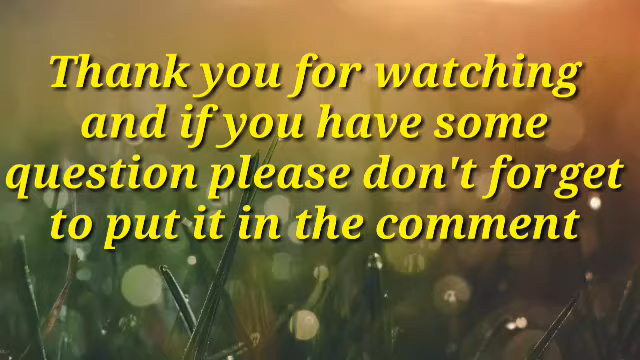 Thank you for watching
and if you have some
question please don't forget
to put it in the comment